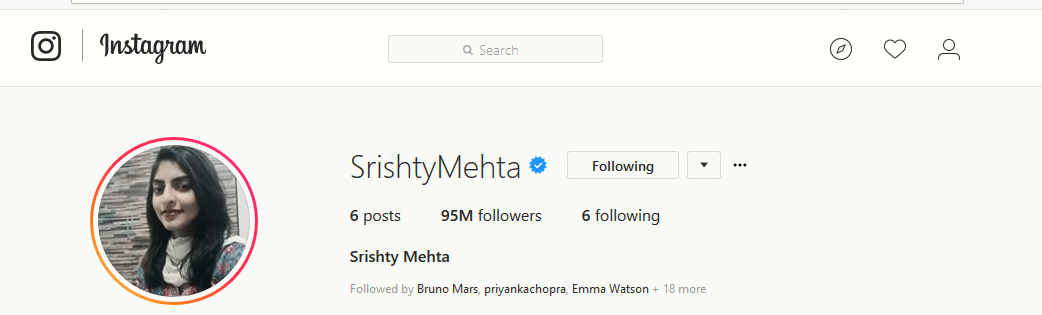 Instagram
Search
SrishtyMehta Following
6 posts 95M followers 6 following
Srishty Mehta
Followed by Bruno Mars, priyankachopra, Emma Watson + 18 more